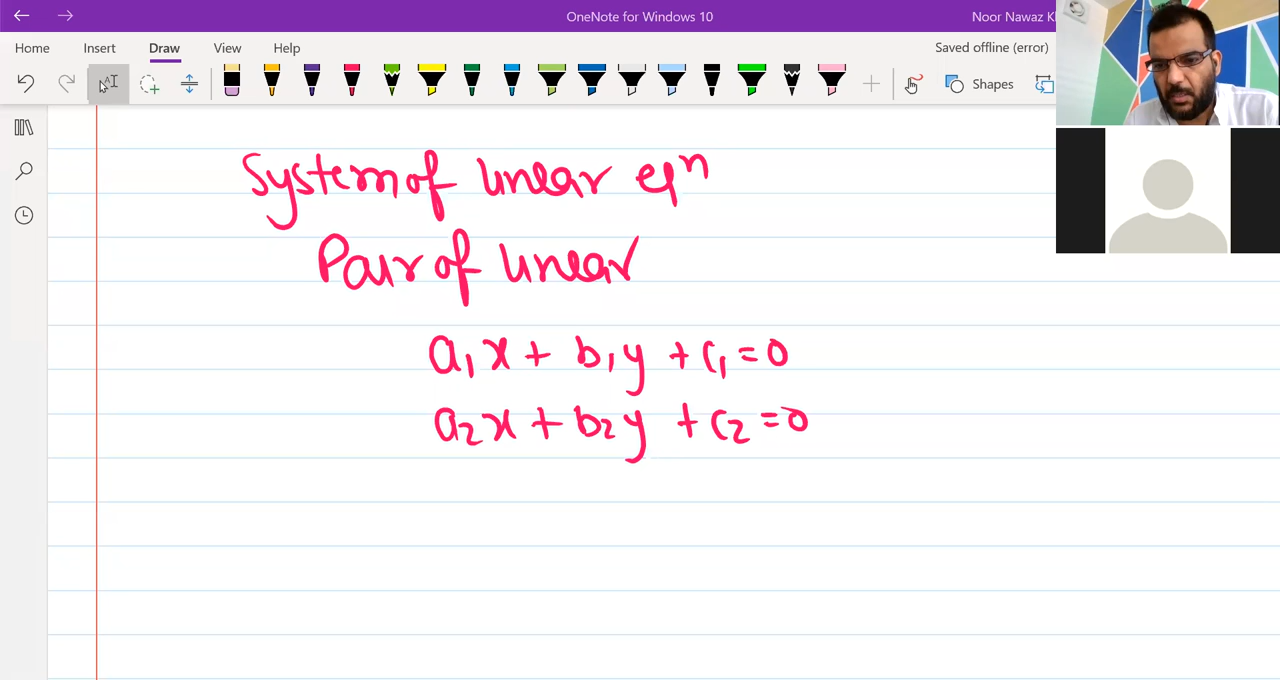 OneNote for Windows 10
Noor Nawaz Kh
Home Insert Draw View Help
Saved offline (error)
Shapes
System of linear eqⁿ
Pair of linear
a₁x + b₁y + c₁ = 0
a₂x + b₂y + c₂ = 0